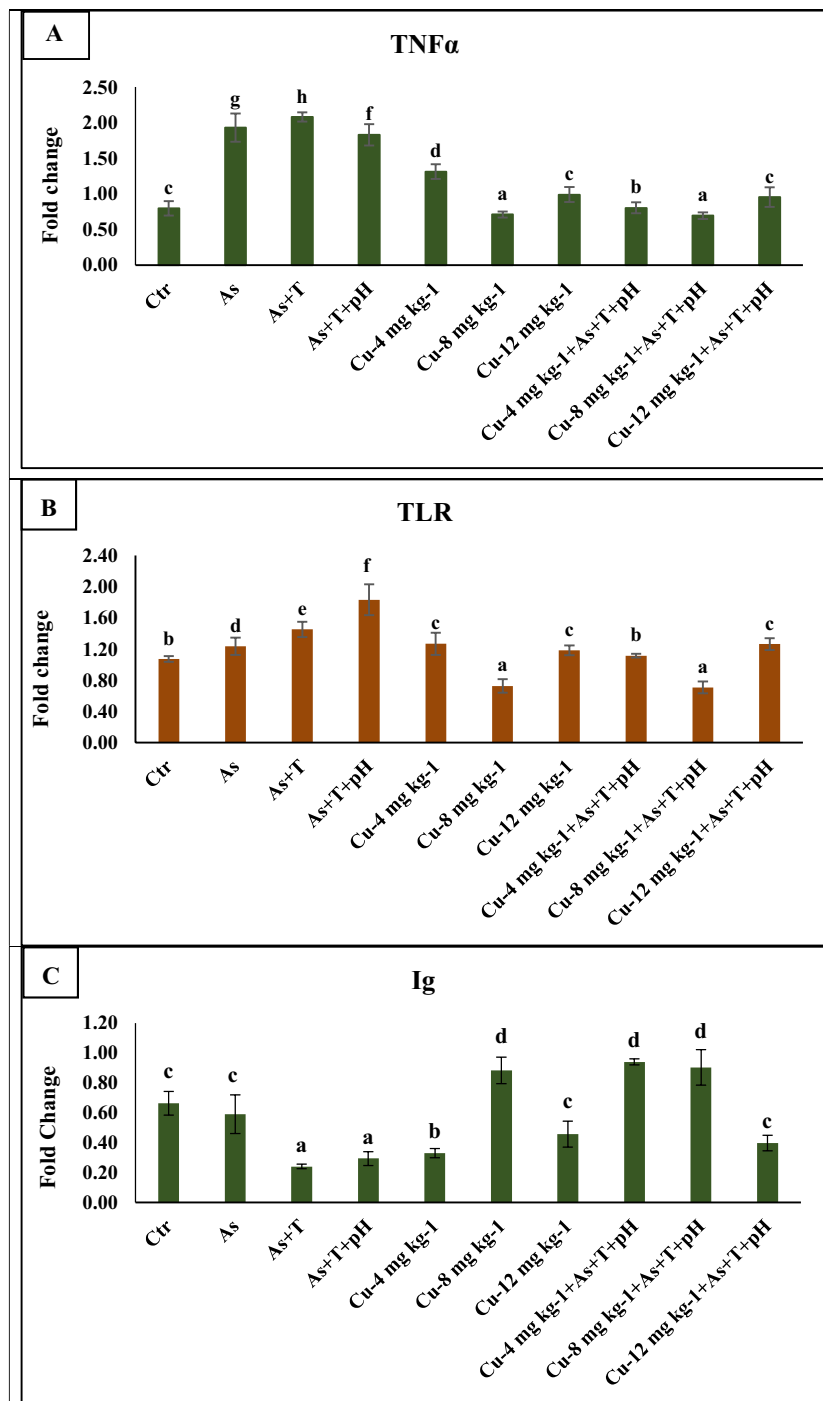 A
TNFα
Fold change
2.50
2.00
1.50
1.00
0.50
0.00
c
g
h
f
d
a
c
b
a
c
Ctr
As
As+T
As+T+pH
Cu-4 mg kg-1
Cu-8 mg kg-1
Cu-12 mg kg-1
Cu-4 mg kg-1+As+T+pH
Cu-8 mg kg-1+As+T+pH
Cu-12 mg kg-1+As+T+pH
B
TLR
Fold change
2.40
2.00
1.60
1.20
0.80
0.40
0.00
b
d
e
f
c
a
c
b
a
c
Ctr
As
As+T
As+T+pH
Cu-4 mg kg-1
Cu-8 mg kg-1
Cu-12 mg kg-1
Cu-4 mg kg-1+As+T+pH
Cu-8 mg kg-1+As+T+pH
Cu-12 mg kg-1+As+T+pH
C
Ig
Fold Change
1.20
1.00
0.80
0.60
0.40
0.20
0.00
c
c
a
a
b
d
c
d
d
c
Ctr
As
As+T
As+T+pH
Cu-4 mg kg-1
Cu-8 mg kg-1
Cu-12 mg kg-1
Cu-4 mg kg-1+As+T+pH
Cu-8 mg kg-1+As+T+pH
Cu-12 mg kg-1+As+T+pH